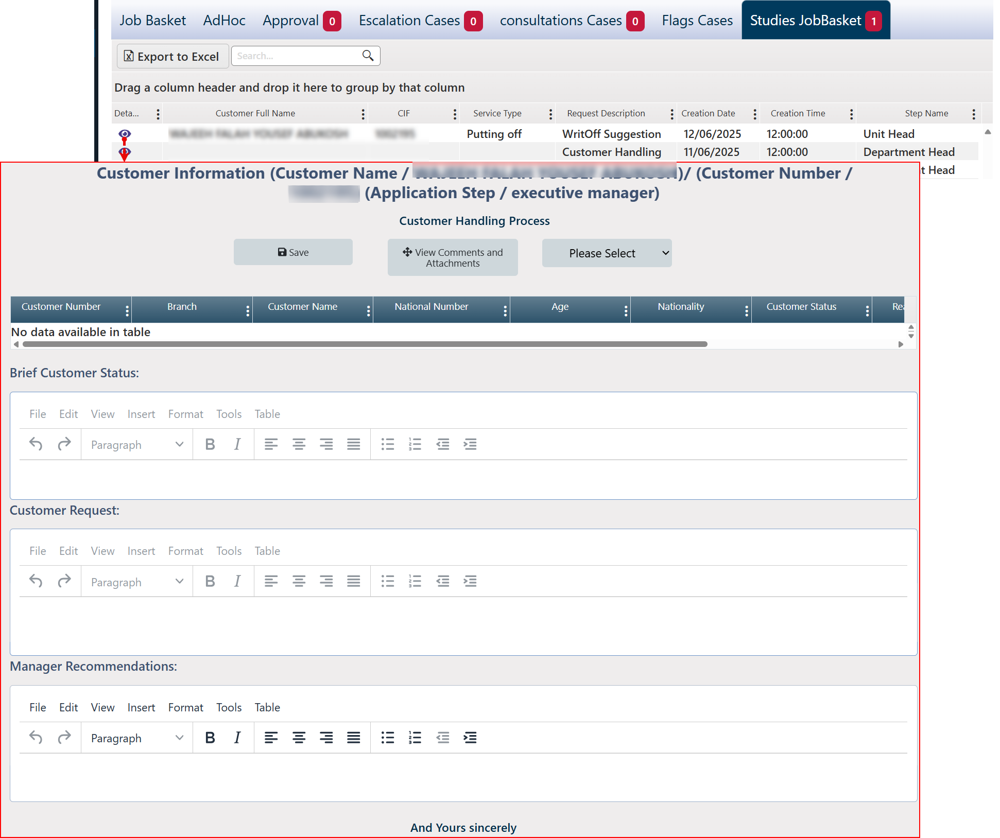 Job Basket AdHoc Approval 0 Escalation Cases 0 consultations Cases 0 Flags Cases Studies JobBasket 1
Export to Excel Search...
Drag a column header and drop it here to group by that column
Deta... Customer Full Name CIF Service Type Request Description Creation Date Creation Time Step Name
Putting off WritOff Suggestion 12/06/2025 12:00:00 Unit Head
Customer Handling 11/06/2025 12:00:00 Department Head
t Head
Customer Information (Customer Name / )/ (Customer Number /
(Application Step / executive manager)
Customer Handling Process
Save View Comments and Attachments Please Select
Customer Number Branch Customer Name National Number Age Nationality Customer Status Rea
No data available in table
Brief Customer Status:
File Edit View Insert Format Tools Table
Paragraph B I
Customer Request:
File Edit View Insert Format Tools Table
Paragraph B I
Manager Recommendations:
File Edit View Insert Format Tools Table
Paragraph B I
And Yours sincerely